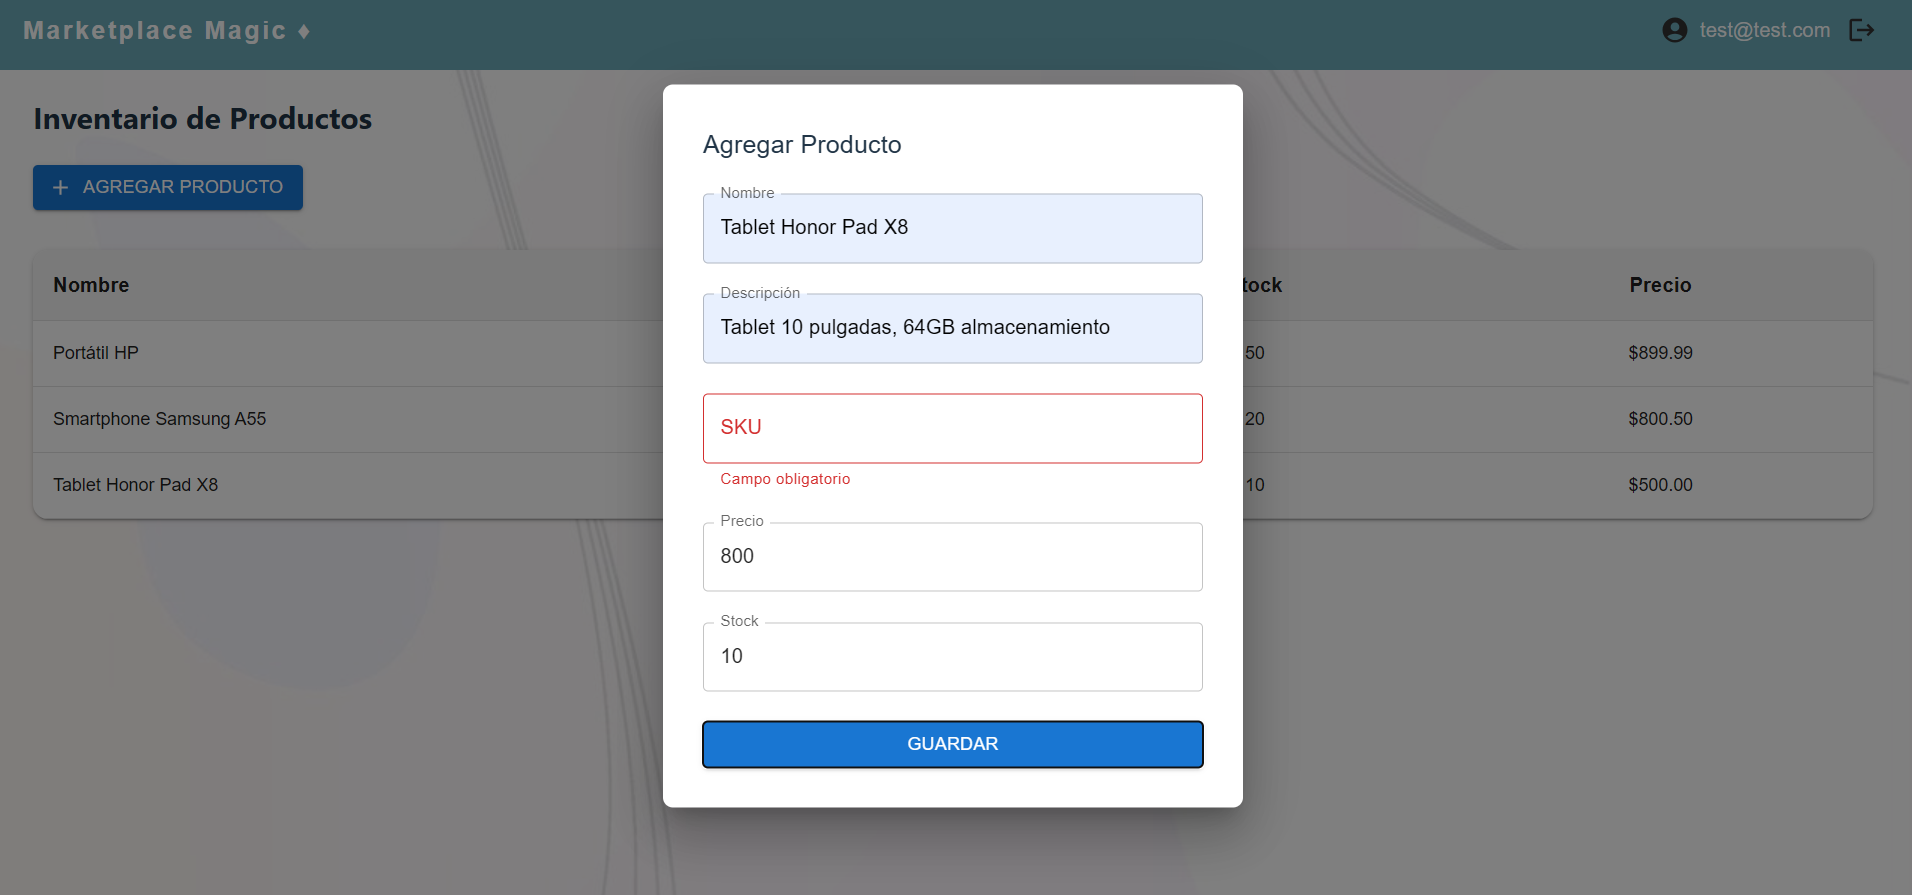 Marketplace Magic ♦
test@test.com
Inventario de Productos
AGREGAR PRODUCTO
Nombre
tock
Precio
Portátil HP
50
$899.99
Smartphone Samsung A55
20
$800.50
Tablet Honor Pad X8
10
$500.00
Agregar Producto
Nombre
Tablet Honor Pad X8
Descripción
Tablet 10 pulgadas, 64GB almacenamiento
SKU
Campo obligatorio
Precio
800
Stock
10
GUARDAR